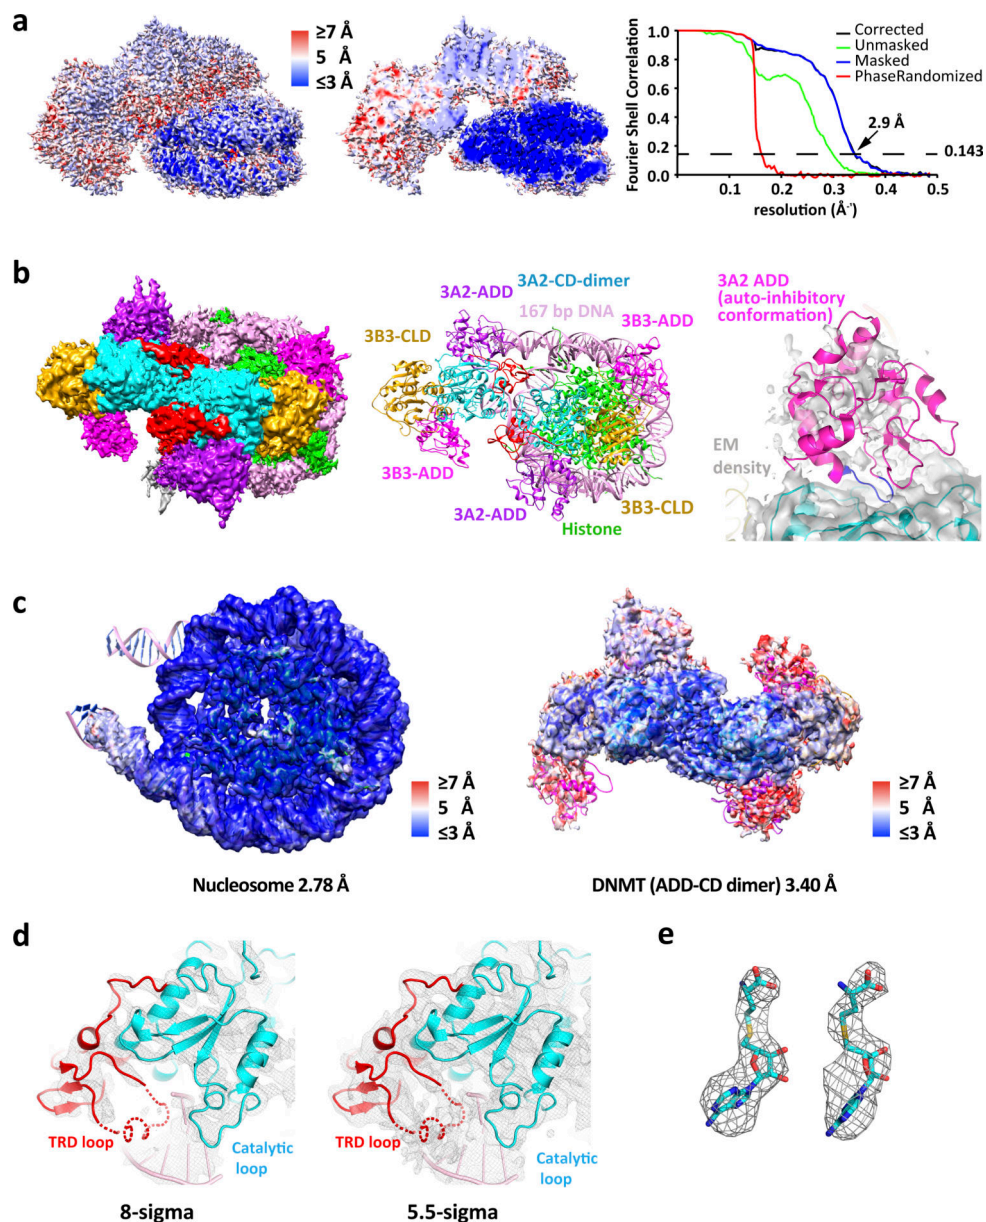 a
≥7 Å
5 Å
≤3 Å
Fourier Shell Correlation
1.0
0.8
0.6
0.4
0.2
0
0.1
0.2
0.3
0.4
0.5
resolution (Å⁻¹)
Corrected
Unmasked
Masked
PhaseRandomized
2.9 Å
0.143
b
3A2-CD-dimer
3A2-ADD
167 bp DNA
3B3-ADD
3B3-CLD
3B3-ADD
3A2-ADD
3B3-CLD
Histone
3A2 ADD
(auto-inhibitory
conformation)
EM
density
c
≥7 Å
5 Å
≤3 Å
≥7 Å
5 Å
≤3 Å
Nucleosome 2.78 Å
DNMT (ADD-CD dimer) 3.40 Å
d
TRD loop
Catalytic
loop
TRD loop
Catalytic
loop
8-sigma
5.5-sigma
e